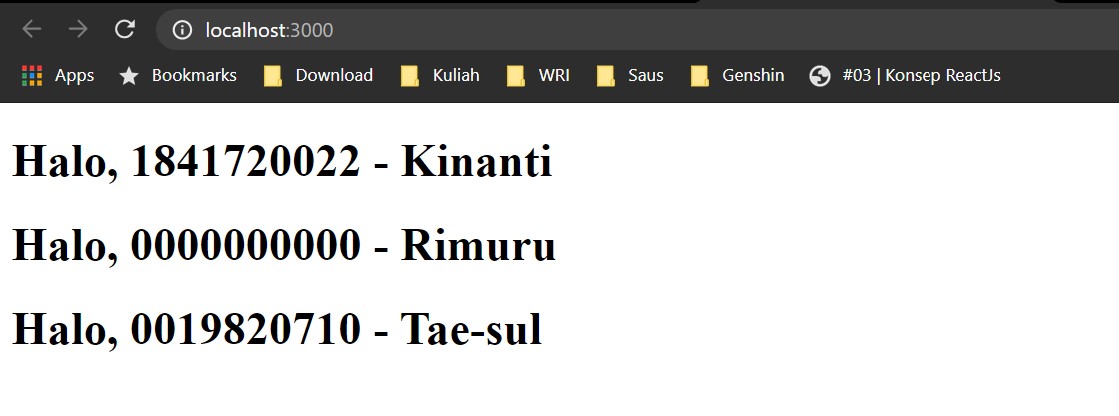 localhost:3000
Apps Bookmarks Download Kuliah WRI Saus Genshin #03 | Konsep ReactJs
Halo, 1841720022 - Kinanti
Halo, 0000000000 - Rimuru
Halo, 0019820710 - Tae-sul